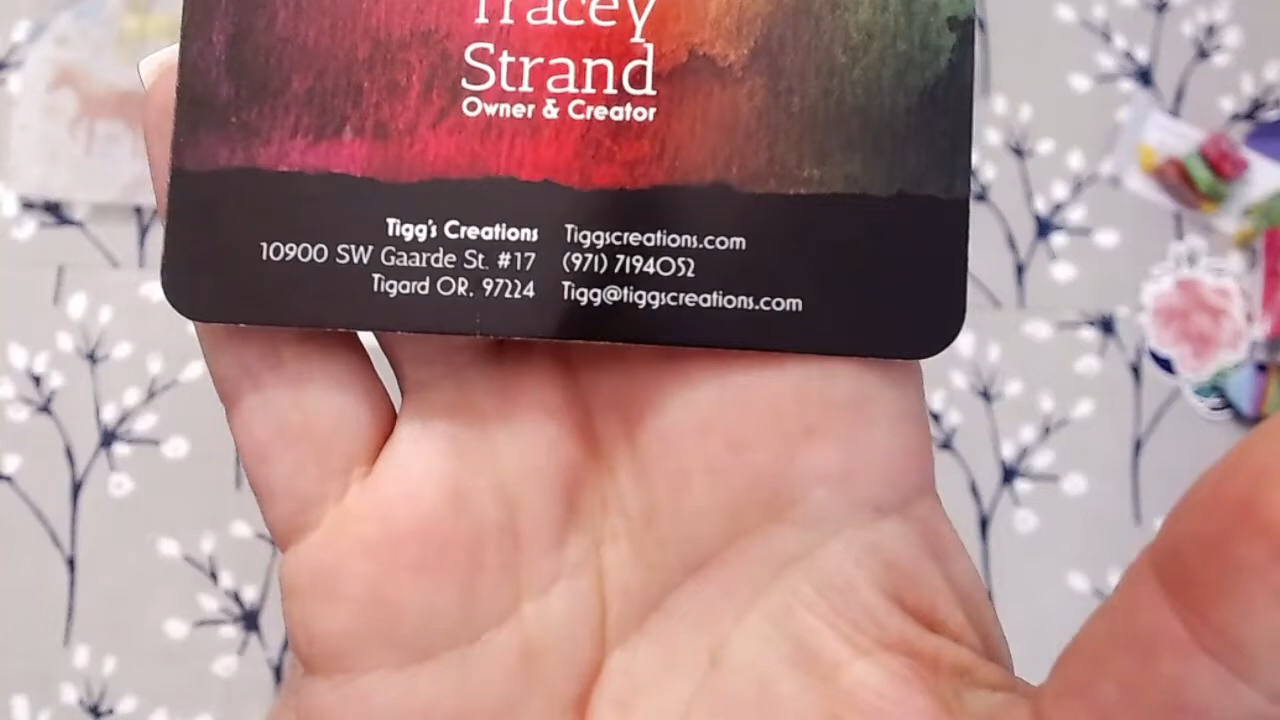 Tracey
Strand
Owner & Creator
Tigg's Creations
10900 SW Gaarde St. #17
Tigard OR, 97224
Tiggscreations.com
(971) 7194052
Tigg@tiggscreations.com